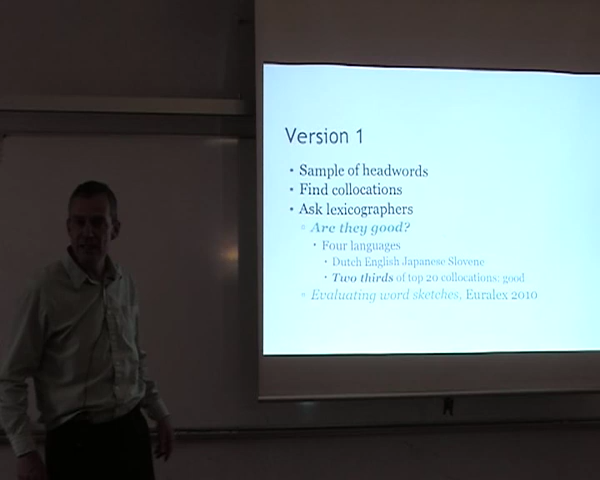 Version 1
• Sample of headwords
• Find collocations
• Ask lexicographers
▫ Are they good?
• Four languages
• Dutch English Japanese Slovene
• Two thirds of top 20 collocations: good
▫ Evaluating word sketches, Euralex 2010